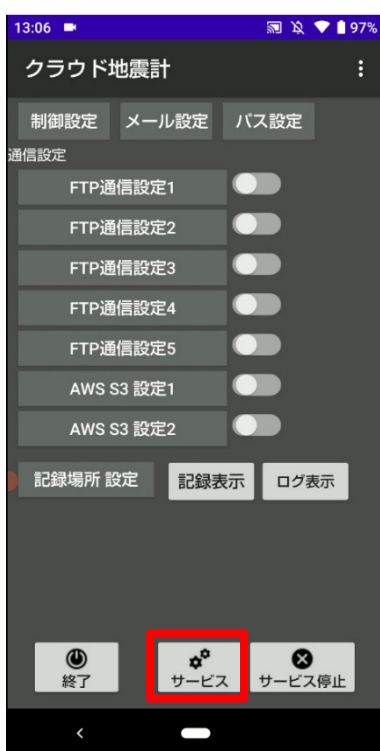 13:06 97%
クラウド地震計
制御設定 メール設定 パス設定
通信設定
FTP通信設定1
FTP通信設定2
FTP通信設定3
FTP通信設定4
FTP通信設定5
AWS S3 設定1
AWS S3 設定2
記録場所 設定 記録表示 ログ表示
終了 サービス サービス停止